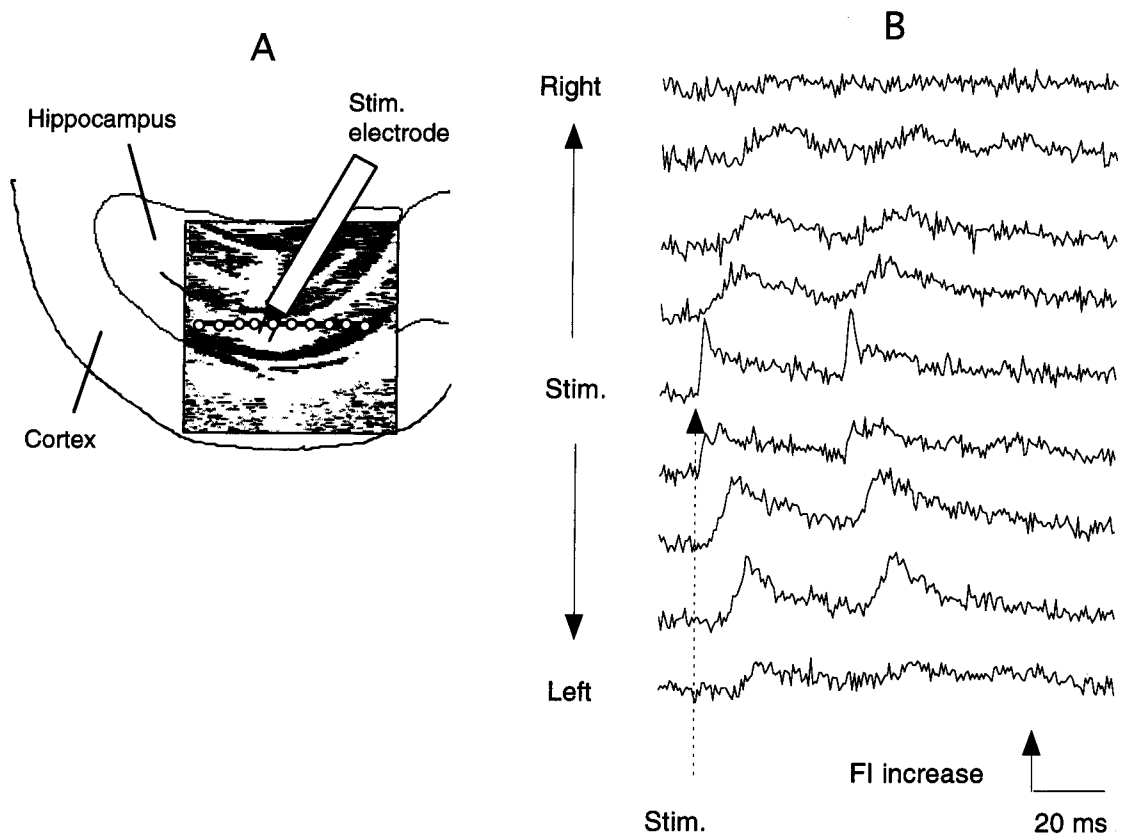 A
Hippocampus
Stim.
electrode
Cortex
B
Right
Stim.
Left
FI increase
20 ms
Stim.